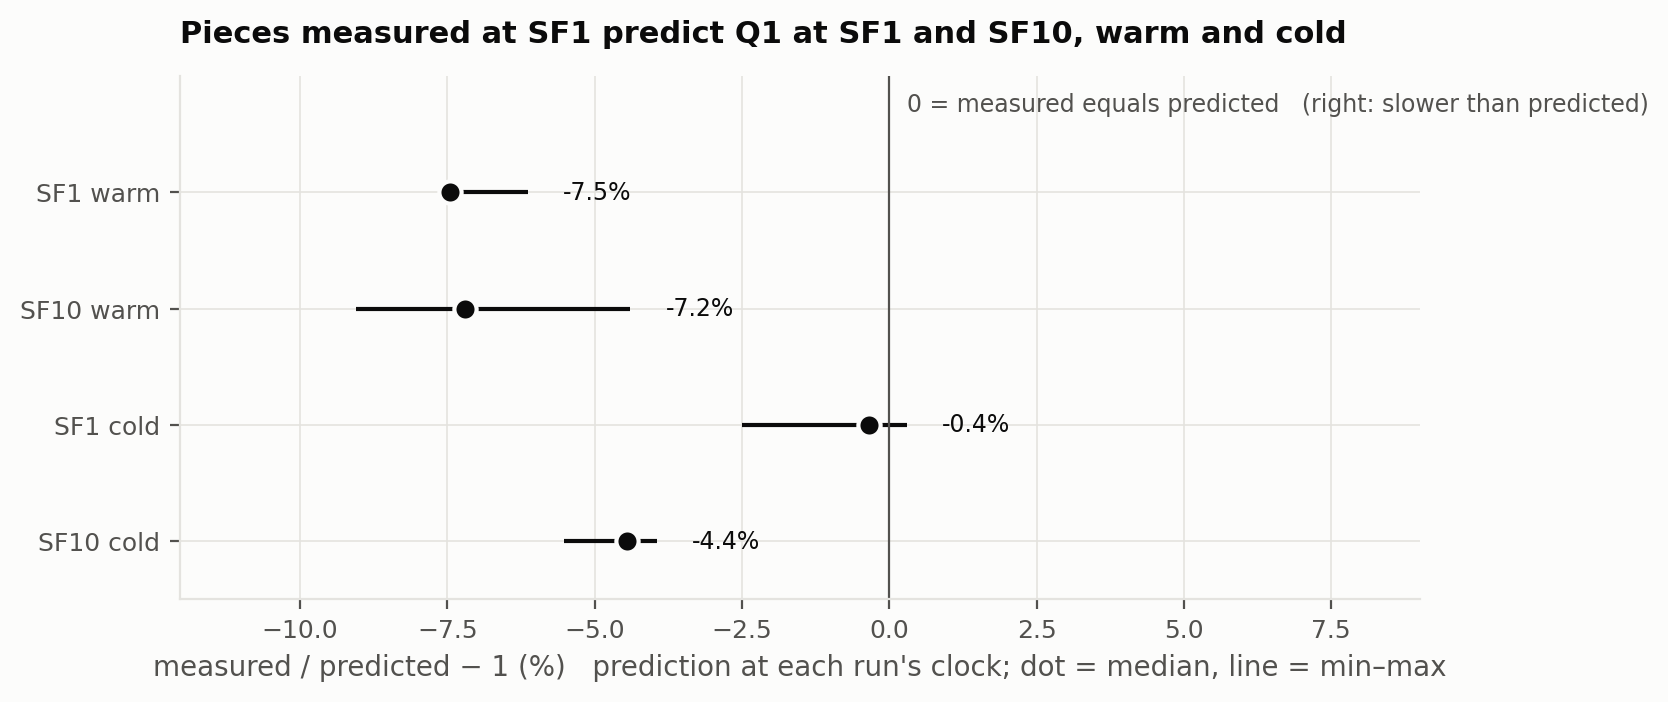 Pieces measured at SF1 predict Q1 at SF1 and SF10, warm and cold
0 = measured equals predicted   (right: slower than predicted)
SF1 warm
-7.5%
SF10 warm
-7.2%
SF1 cold
-0.4%
SF10 cold
-4.4%
−10.0 −7.5 −5.0 −2.5 0.0 2.5 5.0 7.5
measured / predicted − 1 (%)   prediction at each run's clock; dot = median, line = min–max